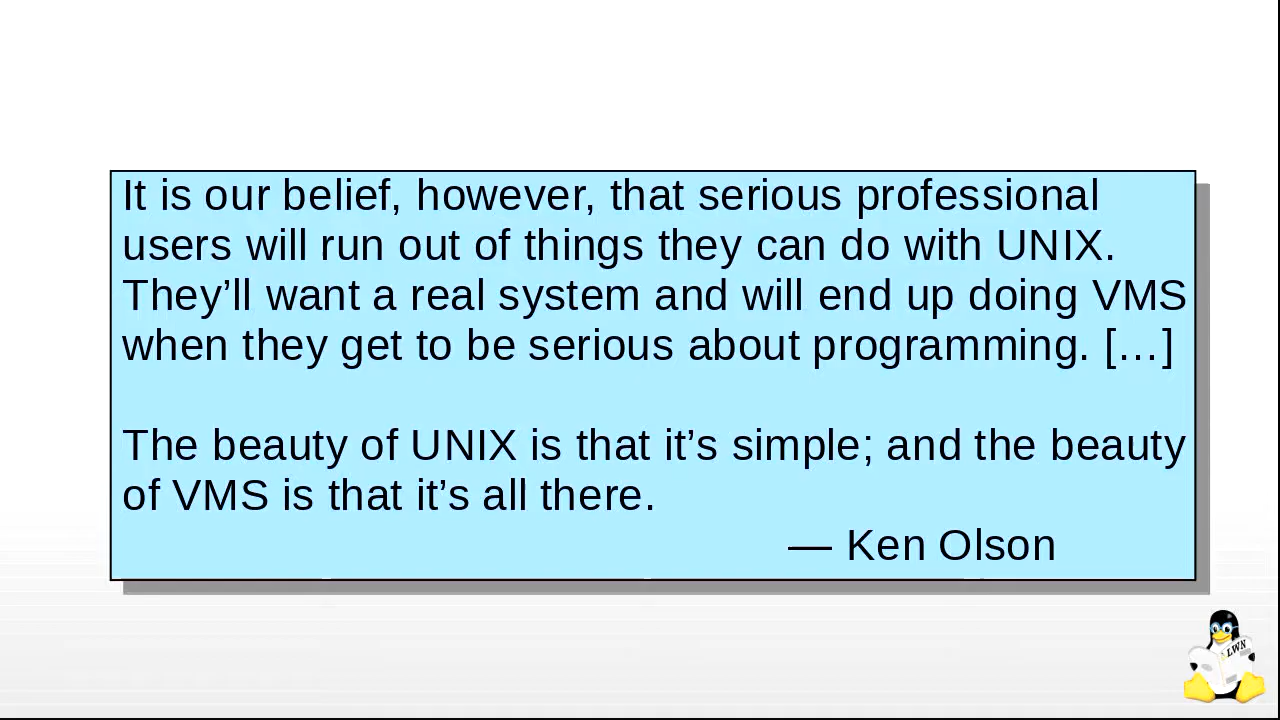 It is our belief, however, that serious professional
users will run out of things they can do with UNIX.
They’ll want a real system and will end up doing VMS
when they get to be serious about programming. […]
The beauty of UNIX is that it’s simple; and the beauty
of VMS is that it’s all there.
— Ken Olson
LWN